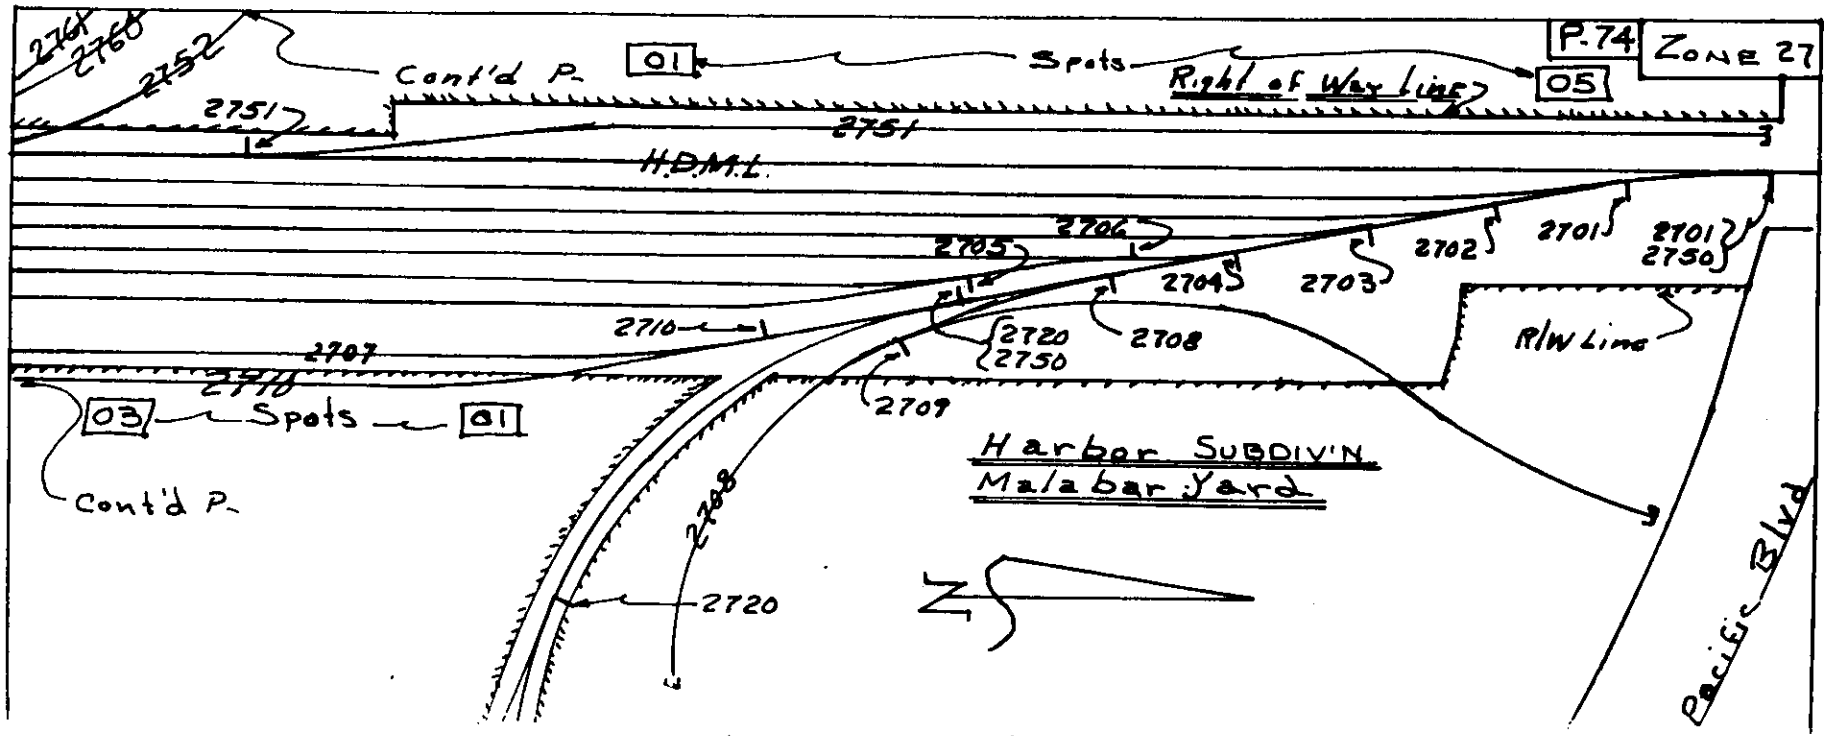 2761
2760
2752
Cont'd P-
01
Spots
05
P-74
ZONE 27
Right of Way Line
2751
2751
H.D.M.L.
2706
2705
2702
2701
2701
2750
2704
2703
2710
2720
2750
2708
R/W Line
2707
2710
2709
03
Spots
01
Harbor SUBDIV'N
Malabar Yard
Cont'd P-
2708
2720
N
Pacific Blvd